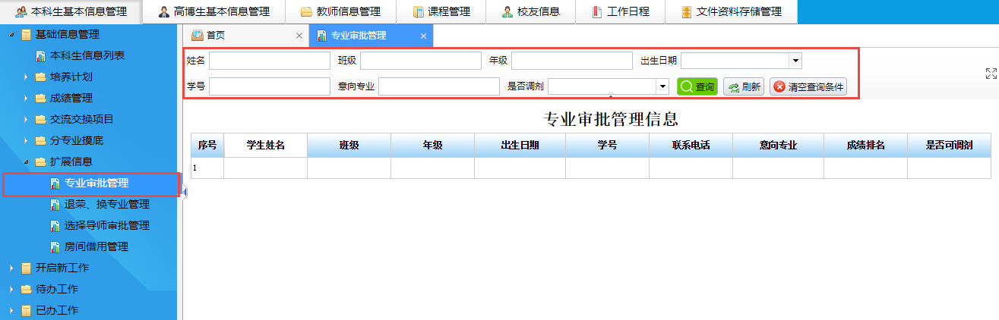 本科生基本信息管理 高博生基本信息管理 教师信息管理 课程管理 校友信息 工作日程 文件资料存储管理
基础信息管理
本科生信息列表
培养计划
成绩管理
交流交换项目
分专业摸底
扩展信息
专业审批管理
退荣、换专业管理
选择导师审批管理
房间借用管理
开启新工作
待办工作
已办工作
首页 专业审批管理
姓名 班级 年级 出生日期
学号 意向专业 是否调剂 查询 刷新 清空查询条件
专业审批管理信息
序号 学生姓名 班级 年级 出生日期 学号 联系电话 意向专业 成绩排名 是否可调剂
1